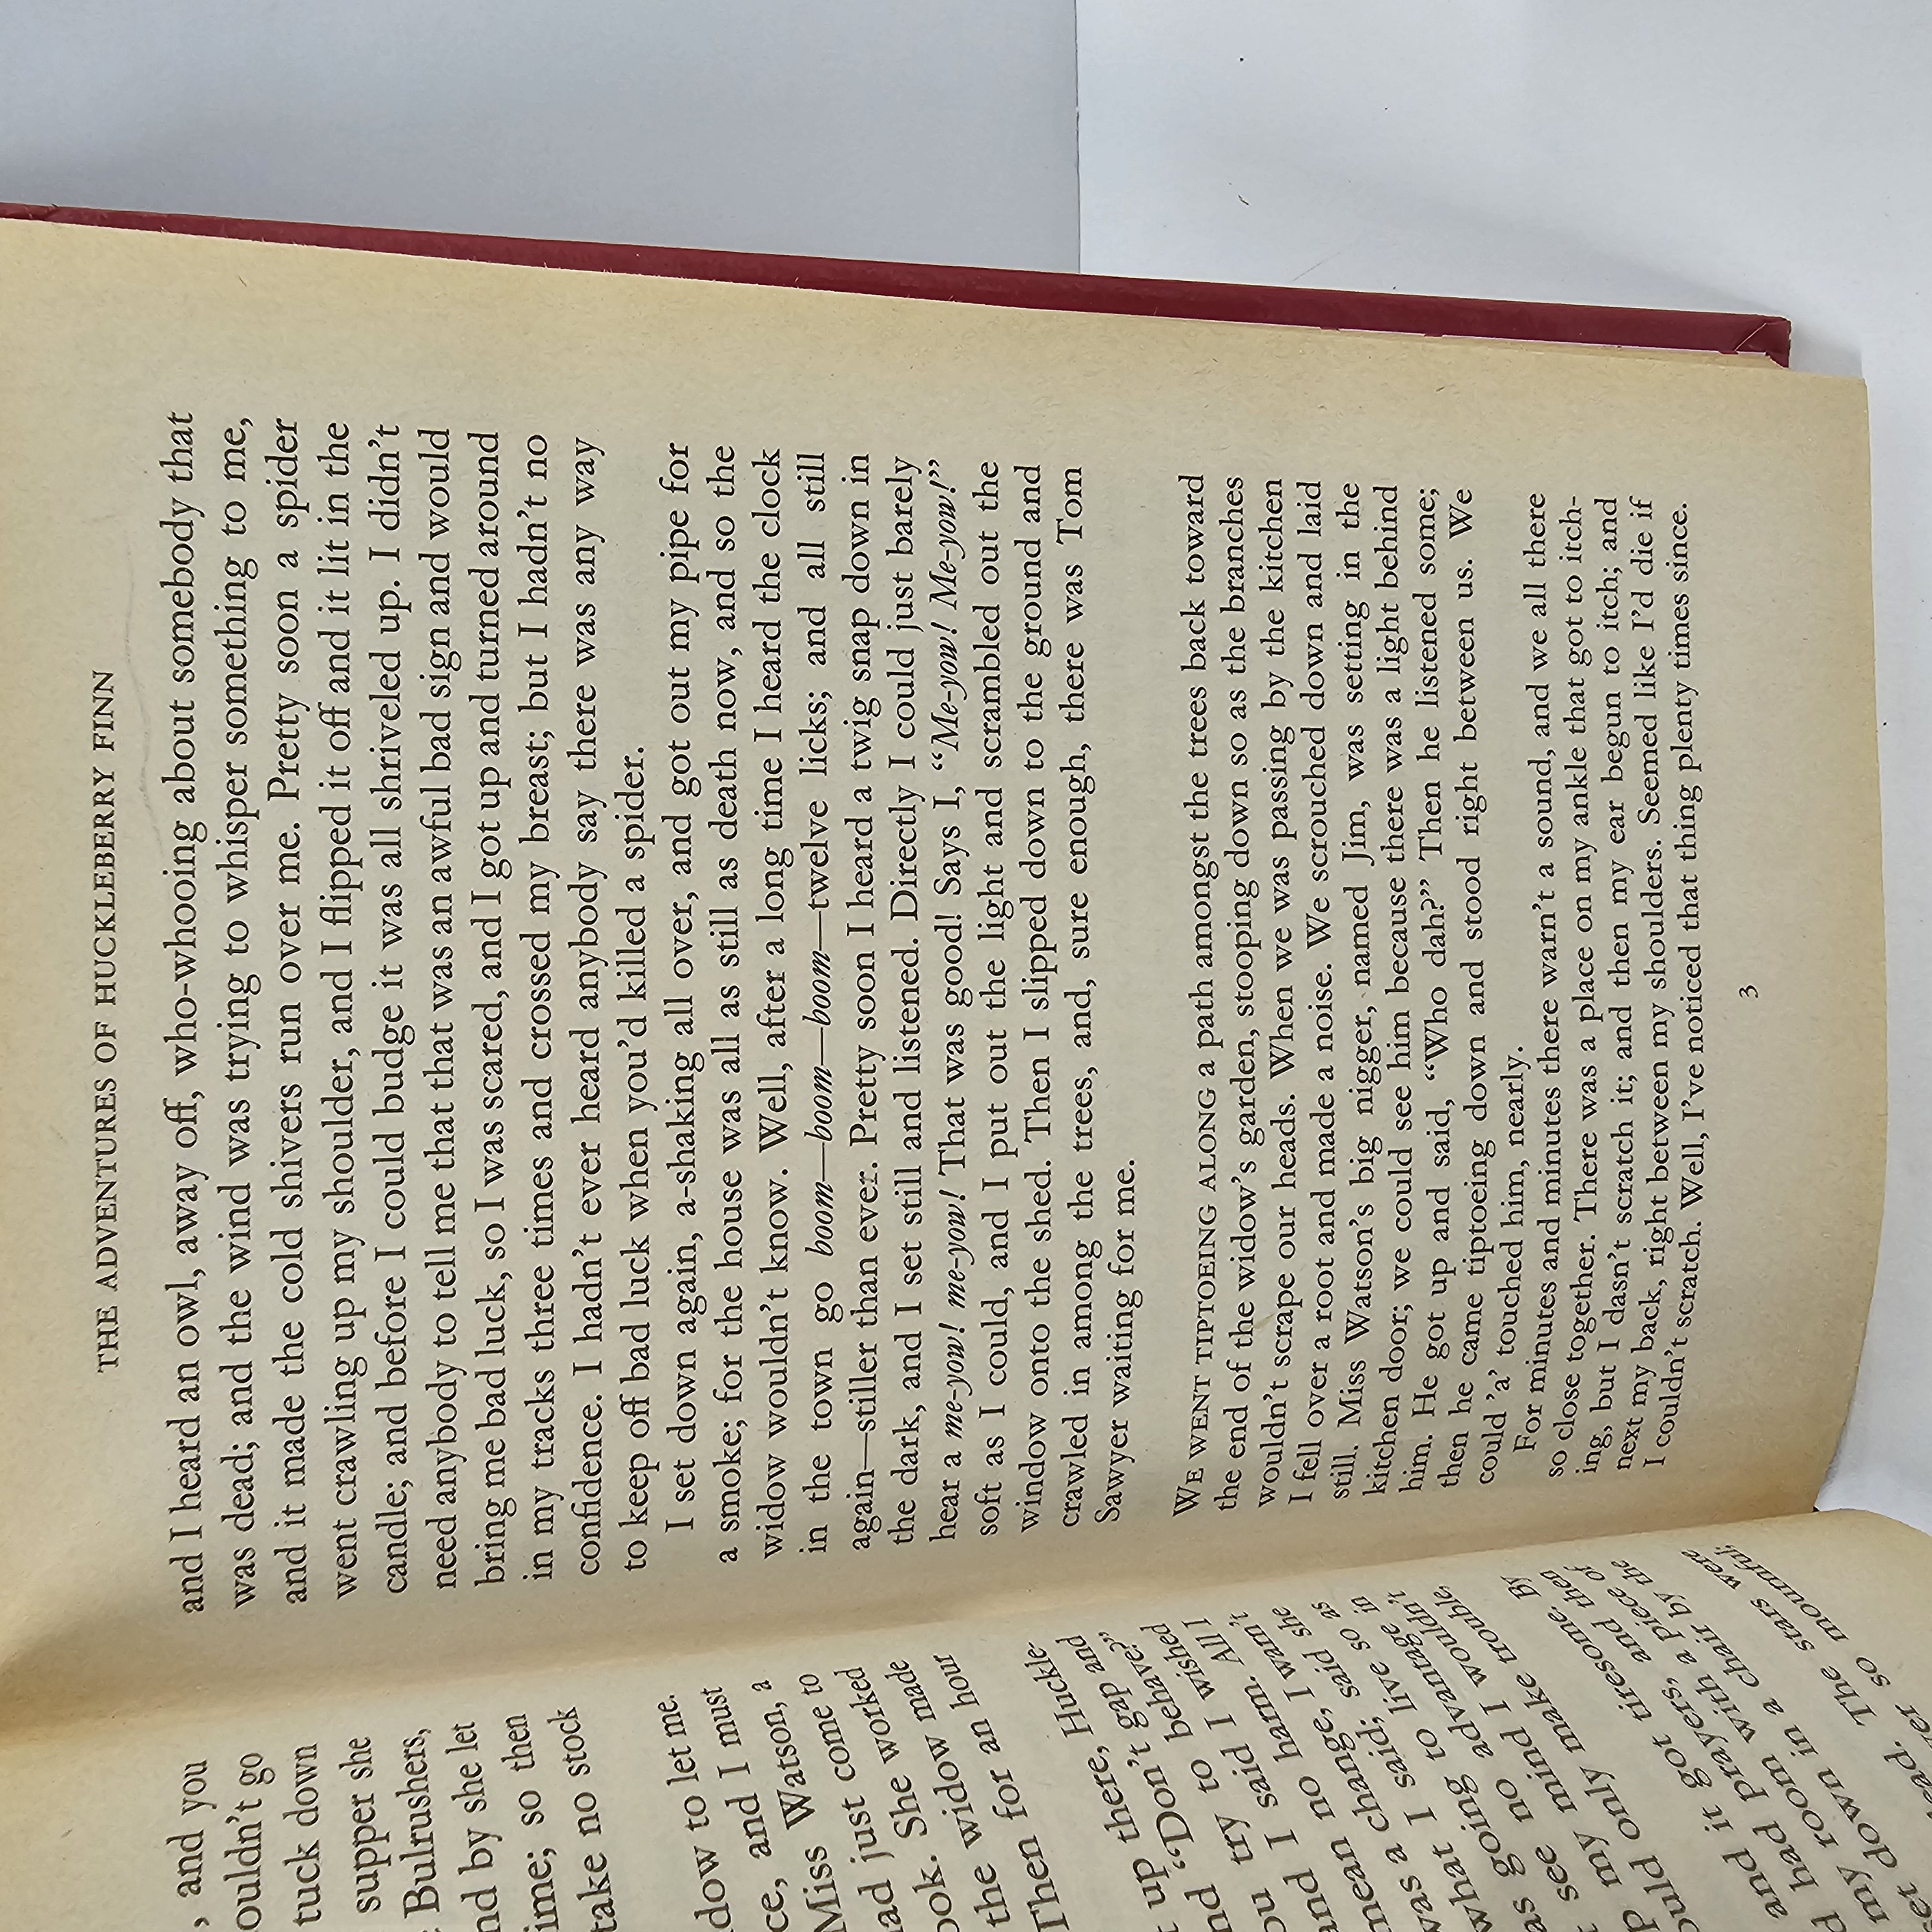 , and you
ouldn't go
tuck down
supper she
Bulrushers,
nd by she let
ime; so then
take no stock
dow to let me.
ce, and I must
Miss Watson, a
ad just come to
ook. She worked
the widow made
Then for an hour
up there, Huckle-
nd "Don't gap and
ou try to behave?"
and I said I wished
mean no harm. All I
was a change, I warn't
what I said; said she
as going to live so as
see no advantage in
p my mind I wouldn't
ould only make trouble,
and it got tiresome. By
d had prayers, and then
my room with a piece of
set down in a chair by the
ead. The stars were
ver so mournful;
THE ADVENTURES OF HUCKLEBERRY FINN
and I heard an owl, away off, who-whooing about somebody that
was dead; and the wind was trying to whisper something to me,
and it made the cold shivers run over me. Pretty soon a spider
went crawling up my shoulder, and I flipped it off and it lit in the
candle; and before I could budge it was all shriveled up. I didn't
need anybody to tell me that that was an awful bad sign and would
bring me bad luck, so I was scared, and I got up and turned around
in my tracks three times and crossed my breast; but I hadn't no
confidence. I hadn't ever heard anybody say there was any way
to keep off bad luck when you'd killed a spider.
I set down again, a-shaking all over, and got out my pipe for
a smoke; for the house was all as still as death now, and so the
widow wouldn't know. Well, after a long time I heard the clock
in the town go boom—boom—boom—twelve licks; and all still
again—stiller than ever. Pretty soon I heard a twig snap down in
the dark, and I set still and listened. Directly I could just barely
hear a me-yow! me-yow! That was good! Says I, "Me-yow! Me-yow!"
soft as I could, and I put out the light and scrambled out the
window onto the shed. Then I slipped down to the ground and
crawled in among the trees, and, sure enough, there was Tom
Sawyer waiting for me.
WE WENT TIPTOEING ALONG a path amongst the trees back toward
the end of the widow's garden, stooping down so as the branches
wouldn't scrape our heads. When we was passing by the kitchen
I fell over a root and made a noise. We scrouched down and laid
still. Miss Watson's big nigger, named Jim, was setting in the
kitchen door; we could see him because there was a light behind
him. He got up and said, "Who dah?" Then he listened some;
then he came tiptoeing down and stood right between us. We
could 'a' touched him, nearly.
For minutes and minutes there warn't a sound, and we all there
so close together. There was a place on my ankle that got to itch-
ing, but I dasn't scratch it; and then my ear begun to itch; and
next my back, right between my shoulders. Seemed like I'd die if
I couldn't scratch. Well, I've noticed that thing plenty times since.
3